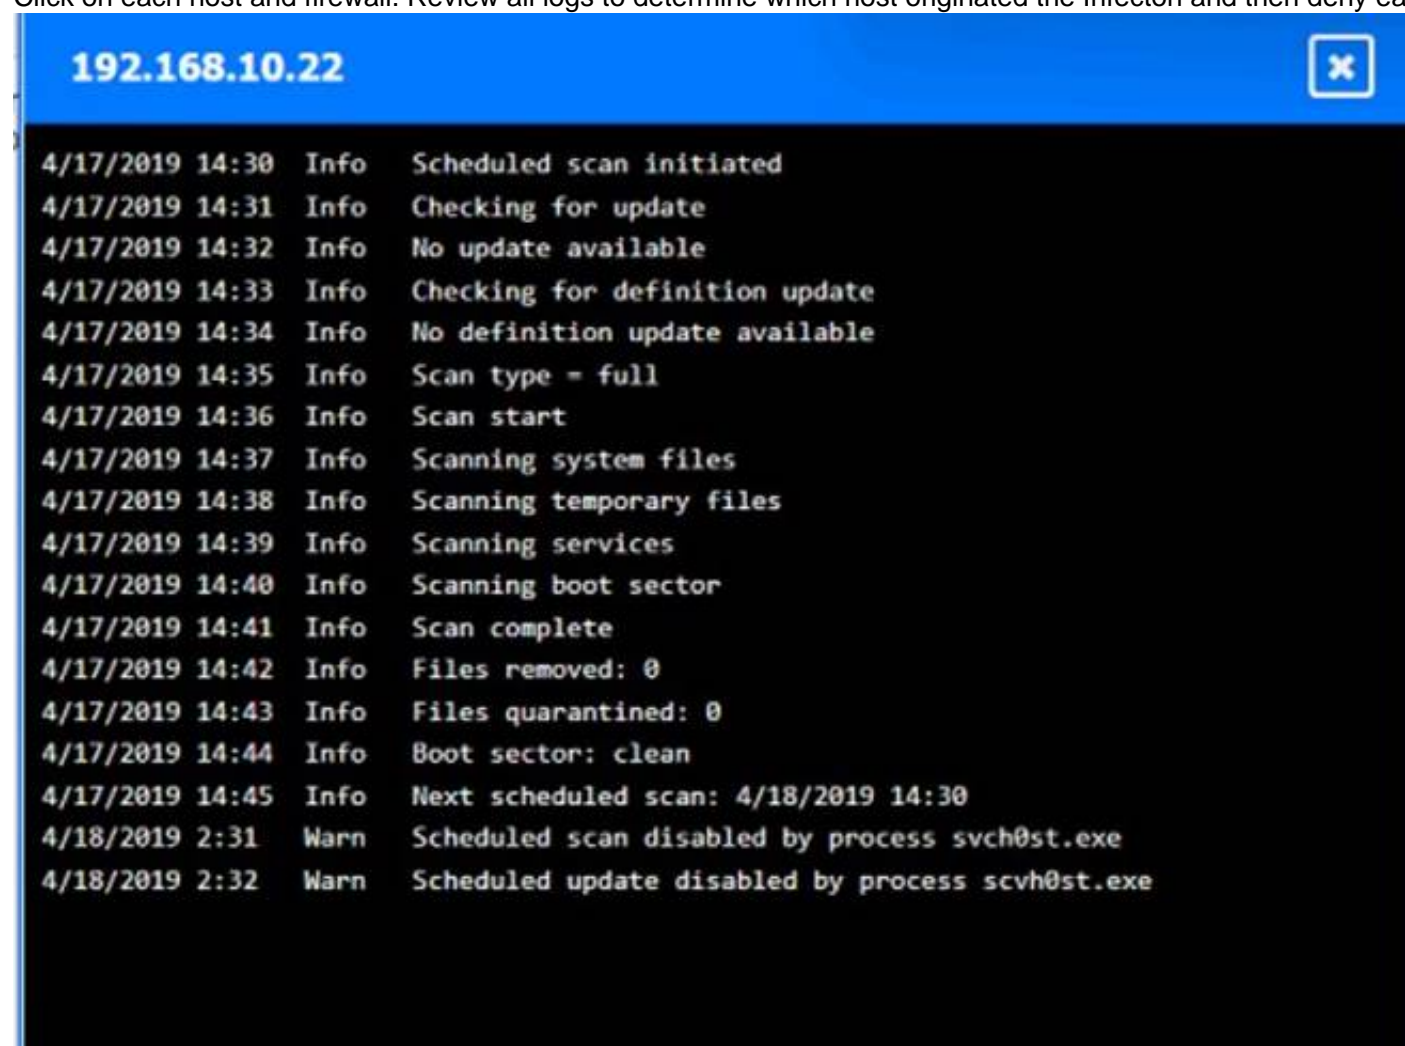 Click on each host and firewall. Review all logs to determine which host originated the Infecton and then deny ea
192.168.10.22
4/17/2019 14:30 Info Scheduled scan initiated
4/17/2019 14:31 Info Checking for update
4/17/2019 14:32 Info No update available
4/17/2019 14:33 Info Checking for definition update
4/17/2019 14:34 Info No definition update available
4/17/2019 14:35 Info Scan type = full
4/17/2019 14:36 Info Scan start
4/17/2019 14:37 Info Scanning system files
4/17/2019 14:38 Info Scanning temporary files
4/17/2019 14:39 Info Scanning services
4/17/2019 14:40 Info Scanning boot sector
4/17/2019 14:41 Info Scan complete
4/17/2019 14:42 Info Files removed: 0
4/17/2019 14:43 Info Files quarantined: 0
4/17/2019 14:44 Info Boot sector: clean
4/17/2019 14:45 Info Next scheduled scan: 4/18/2019 14:30
4/18/2019 2:31 Warn Scheduled scan disabled by process svch0st.exe
4/18/2019 2:32 Warn Scheduled update disabled by process scvh0st.exe